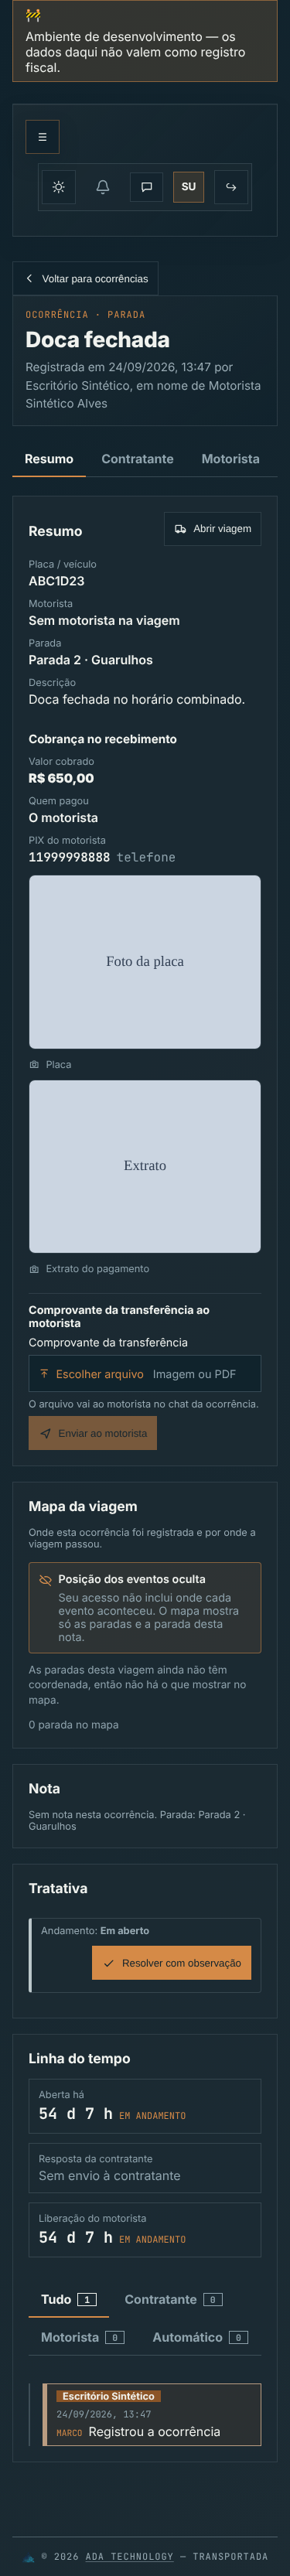 Ambiente de desenvolvimento — os
dados daqui não valem como registro
fiscal.
SU
Voltar para ocorrências
OCORRÊNCIA · PARADA
Doca fechada
Registrada em 24/09/2026, 13:47 por
Escritório Sintético, em nome de Motorista
Sintético Alves
Resumo Contratante Motorista
Resumo
Abrir viagem
Placa / veículo
ABC1D23
Motorista
Sem motorista na viagem
Parada
Parada 2 · Guarulhos
Descrição
Doca fechada no horário combinado.
Cobrança no recebimento
Valor cobrado
R$ 650,00
Quem pagou
O motorista
PIX do motorista
11999998888 telefone
Foto da placa
Placa
Extrato
Extrato do pagamento
Comprovante da transferência ao
motorista
Comprovante da transferência
Escolher arquivo Imagem ou PDF
O arquivo vai ao motorista no chat da ocorrência.
Enviar ao motorista
Mapa da viagem
Onde esta ocorrência foi registrada e por onde a
viagem passou.
Posição dos eventos oculta
Seu acesso não inclui onde cada
evento aconteceu. O mapa mostra
só as paradas e a parada desta
nota.
As paradas desta viagem ainda não têm
coordenada, então não há o que mostrar no
mapa.
0 parada no mapa
Nota
Sem nota nesta ocorrência. Parada: Parada 2 ·
Guarulhos
Tratativa
Andamento: Em aberto
Resolver com observação
Linha do tempo
Aberta há
54 d 7 h EM ANDAMENTO
Resposta da contratante
Sem envio à contratante
Liberação do motorista
54 d 7 h EM ANDAMENTO
Tudo 1 Contratante 0
Motorista 0 Automático 0
Escritório Sintético
24/09/2026, 13:47
MARCO Registrou a ocorrência
© 2026 ADA TECHNOLOGY — TRANSPORTADA